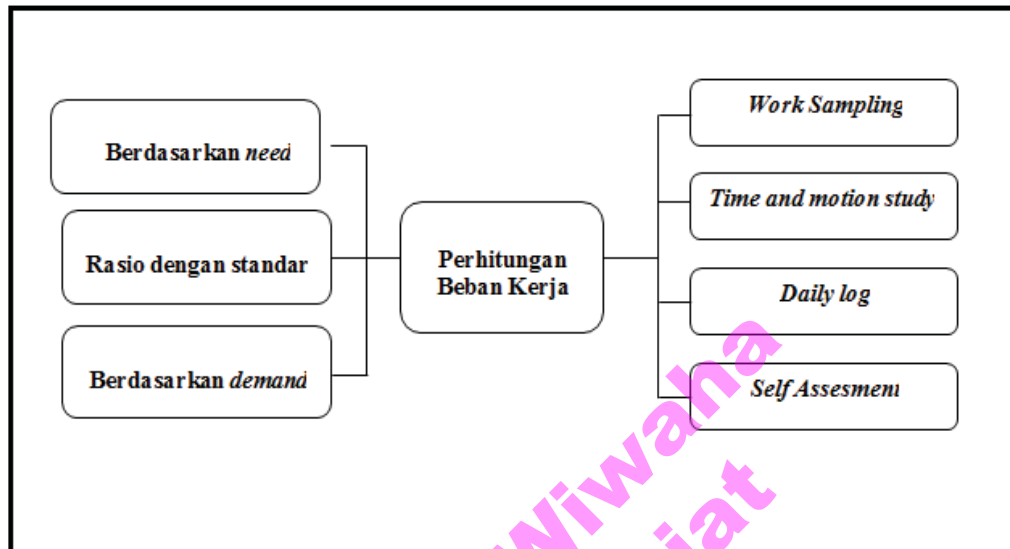 Berdasarkan need
Rasio dengan standar
Berdasarkan demand
Perhitungan
Beban Kerja
Work Sampling
Time and motion study
Daily log
Self Assesment
Wiwaha